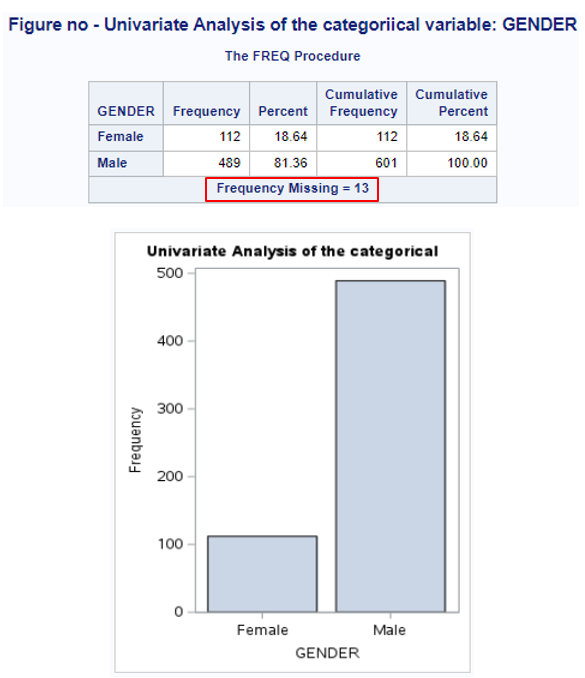 Figure no - Univariate Analysis of the categoriical variable: GENDER
The FREQ Procedure
GENDER Frequency Percent Cumulative Frequency Cumulative Percent
Female 112 18.64 112 18.64
Male 489 81.36 601 100.00
Frequency Missing = 13
Univariate Analysis of the categorical
500
400
300
200
100
0
Frequency
Female Male
GENDER